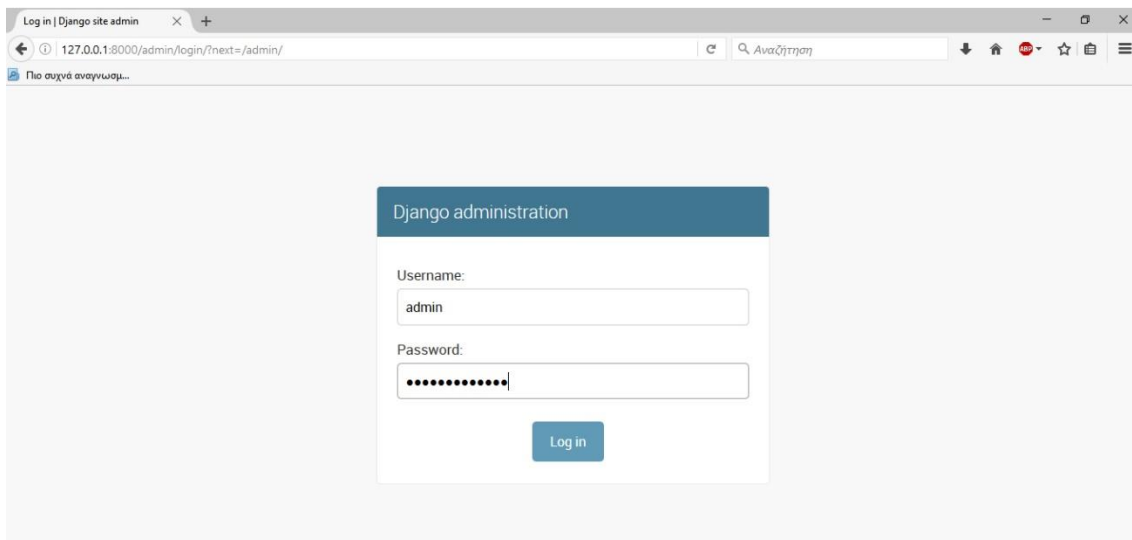 Log in | Django site admin
127.0.0.1:8000/admin/login/?next=/admin/
Αναζήτηση
ABP
Πιο συχνά αναγνωσμ...
Django administration
Username:
admin
Password:
•••••••••••••
Log in